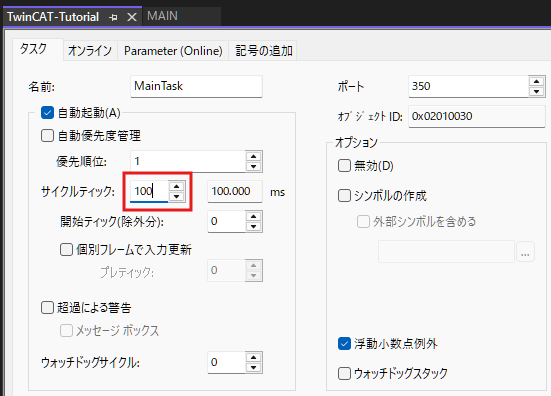 TwinCAT-Tutorial MAIN
タスク オンライン Parameter (Online) 記号の追加
名前: MainTask
ポート 350
オブジェクト ID: 0x02010030
自動起動(A)
自動優先度管理
優先順位: 1
サイクルティック: 100 100.000 ms
開始ティック(除外分): 0
個別フレームで入力更新
プレティック: 0
超過による警告
メッセージ ボックス
ウォッチドッグサイクル: 0
オプション
無効(D)
シンボルの作成
外部シンボルを含める
...
浮動小数点例外
ウォッチドッグスタック